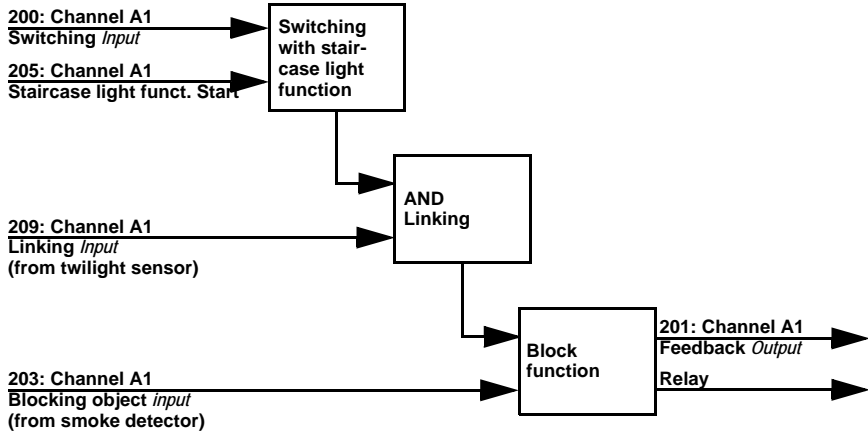 200: Channel A1
Switching Input
205: Channel A1
Staircase light funct. Start
Switching
with stair-
case light
function
AND
Linking
209: Channel A1
Linking Input
(from twilight sensor)
Block
function
201: Channel A1
Feedback Output
Relay
203: Channel A1
Blocking object input
(from smoke detector)